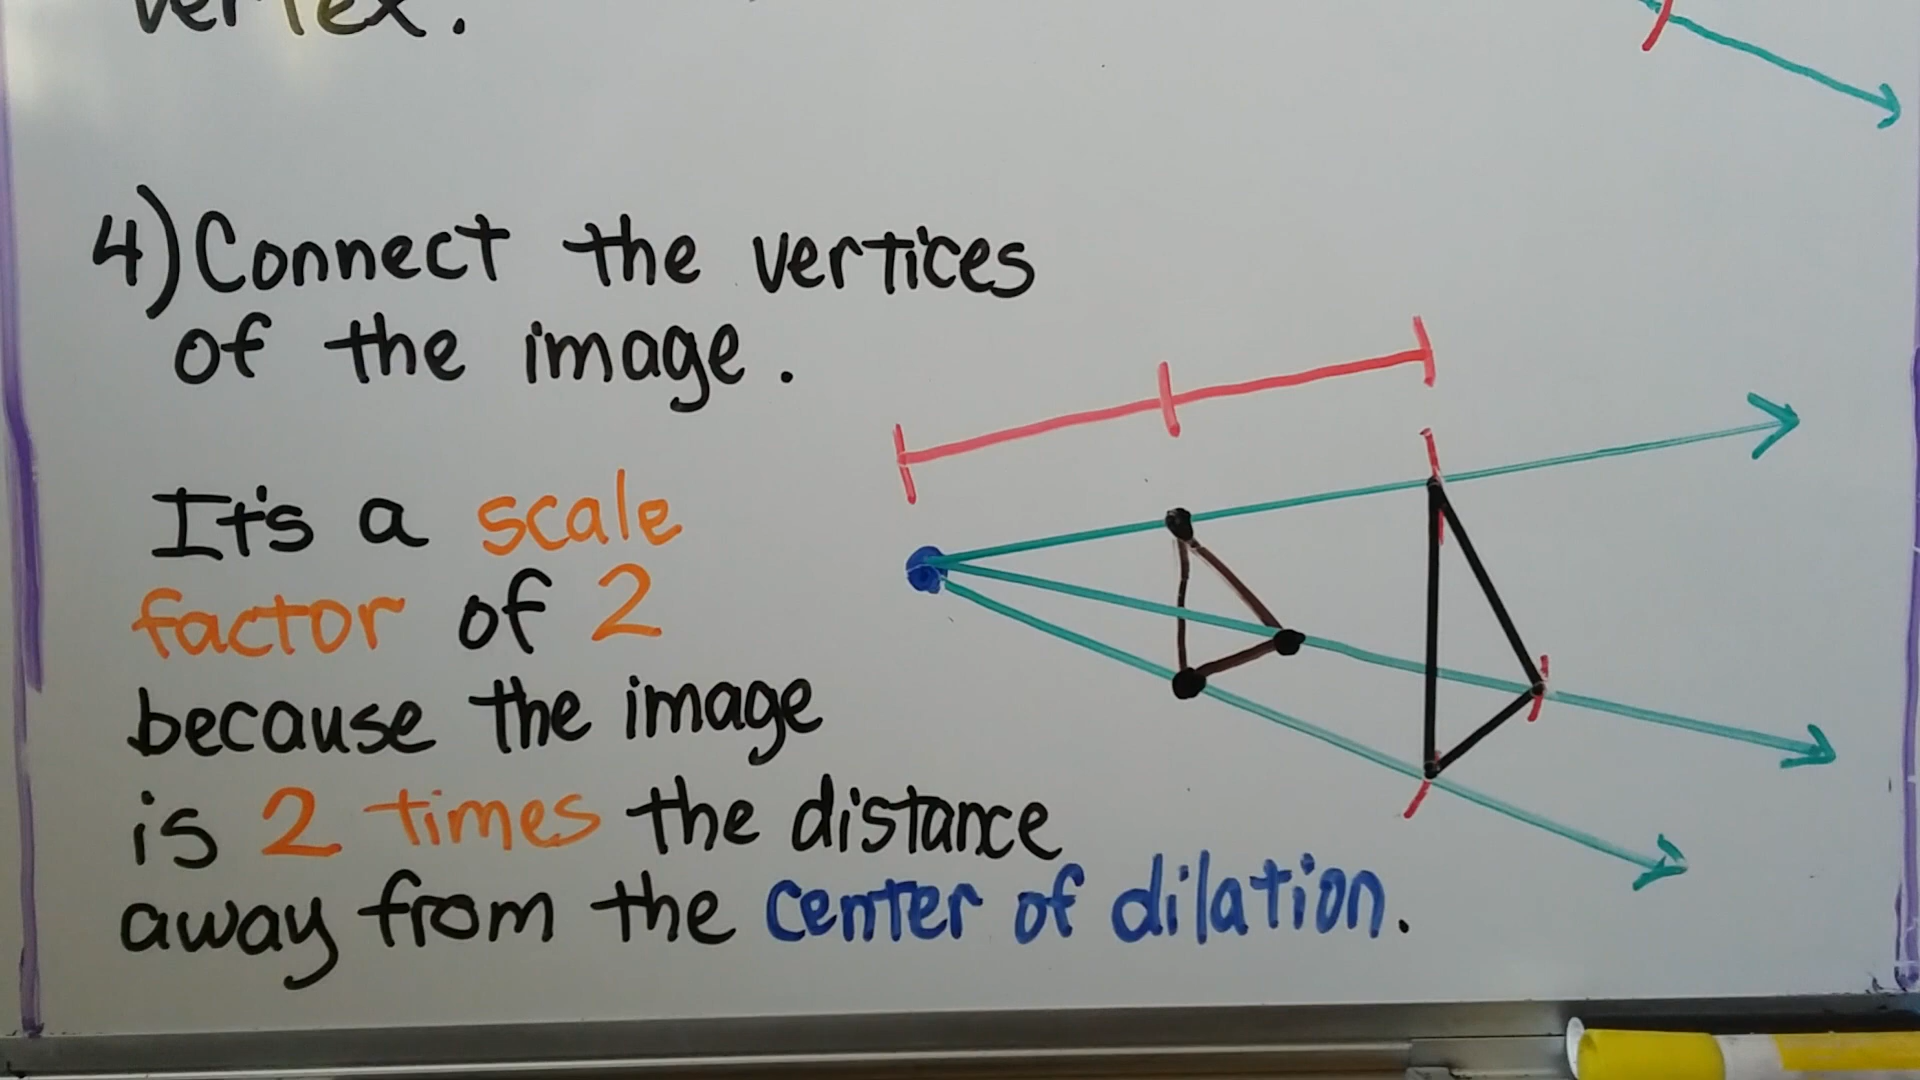 vertex.
4) Connect the vertices
of the image.
It's a scale
factor of 2
because the image
is 2 times the distance
away from the center of dilation.